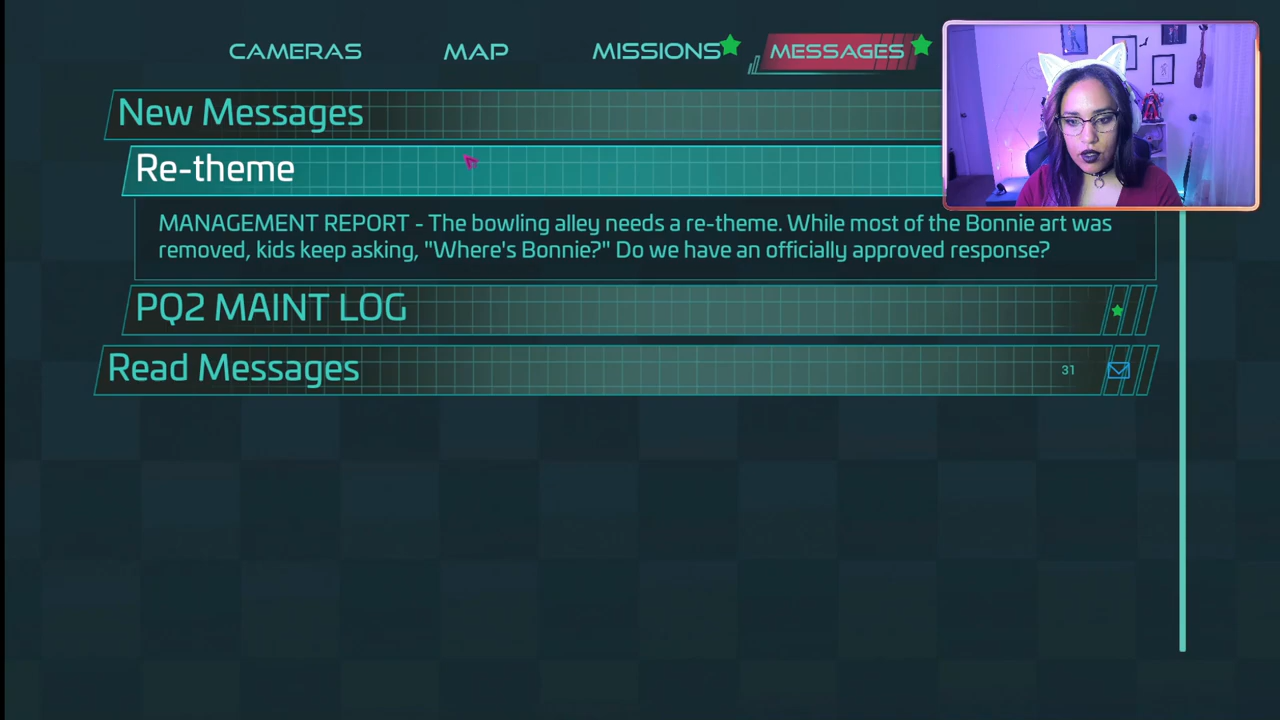 CAMERAS MAP MISSIONS MESSAGES
New Messages
Re-theme
MANAGEMENT REPORT - The bowling alley needs a re-theme. While most of the Bonnie art was
removed, kids keep asking, "Where's Bonnie?" Do we have an officially approved response?
PQ2 MAINT LOG
Read Messages 31